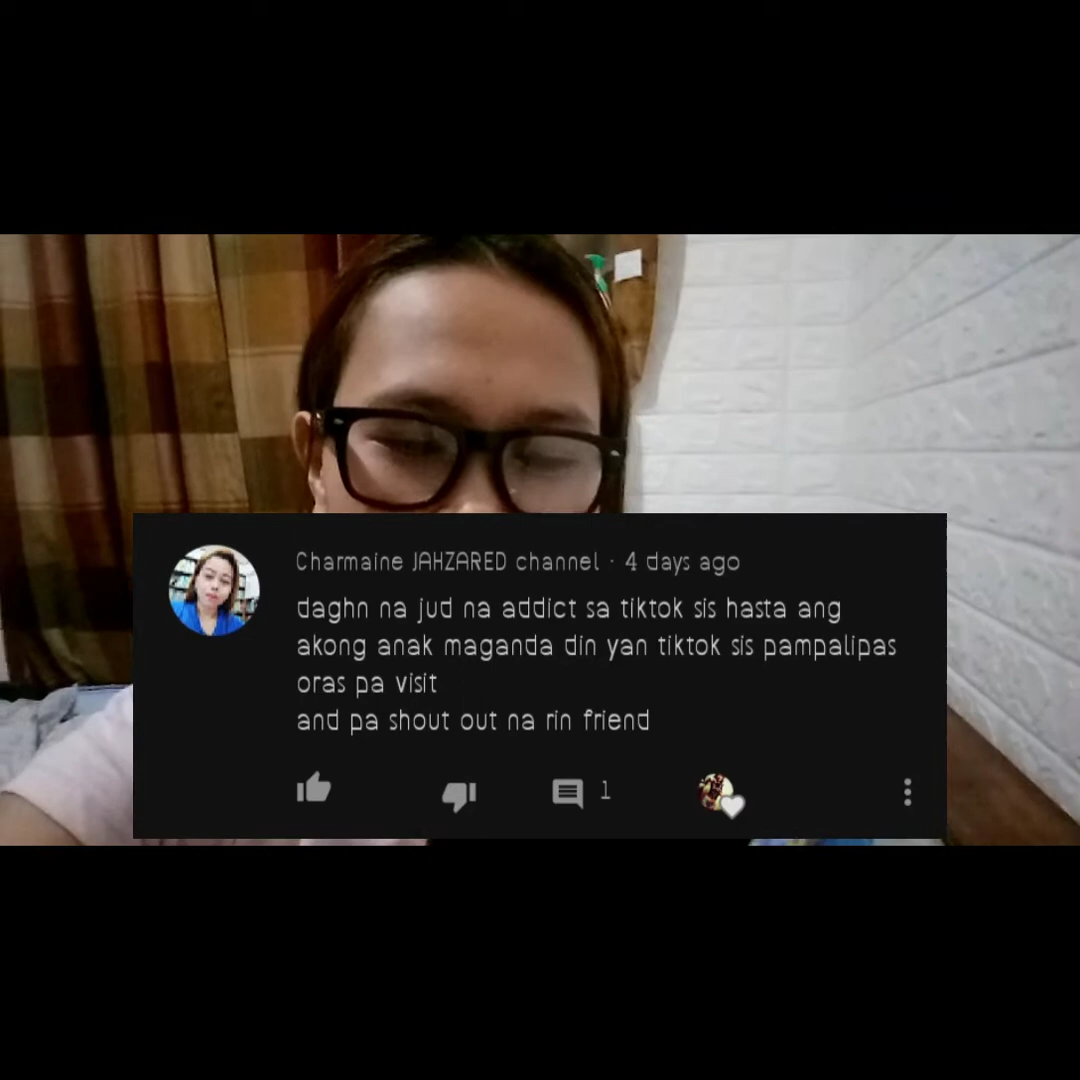 Charmaine JAHZARED channel · 4 days ago
daghn na jud na addict sa tiktok sis hasta ang
akong anak maganda din yan tiktok sis pampalipas
oras pa visit
and pa shout out na rin friend
1